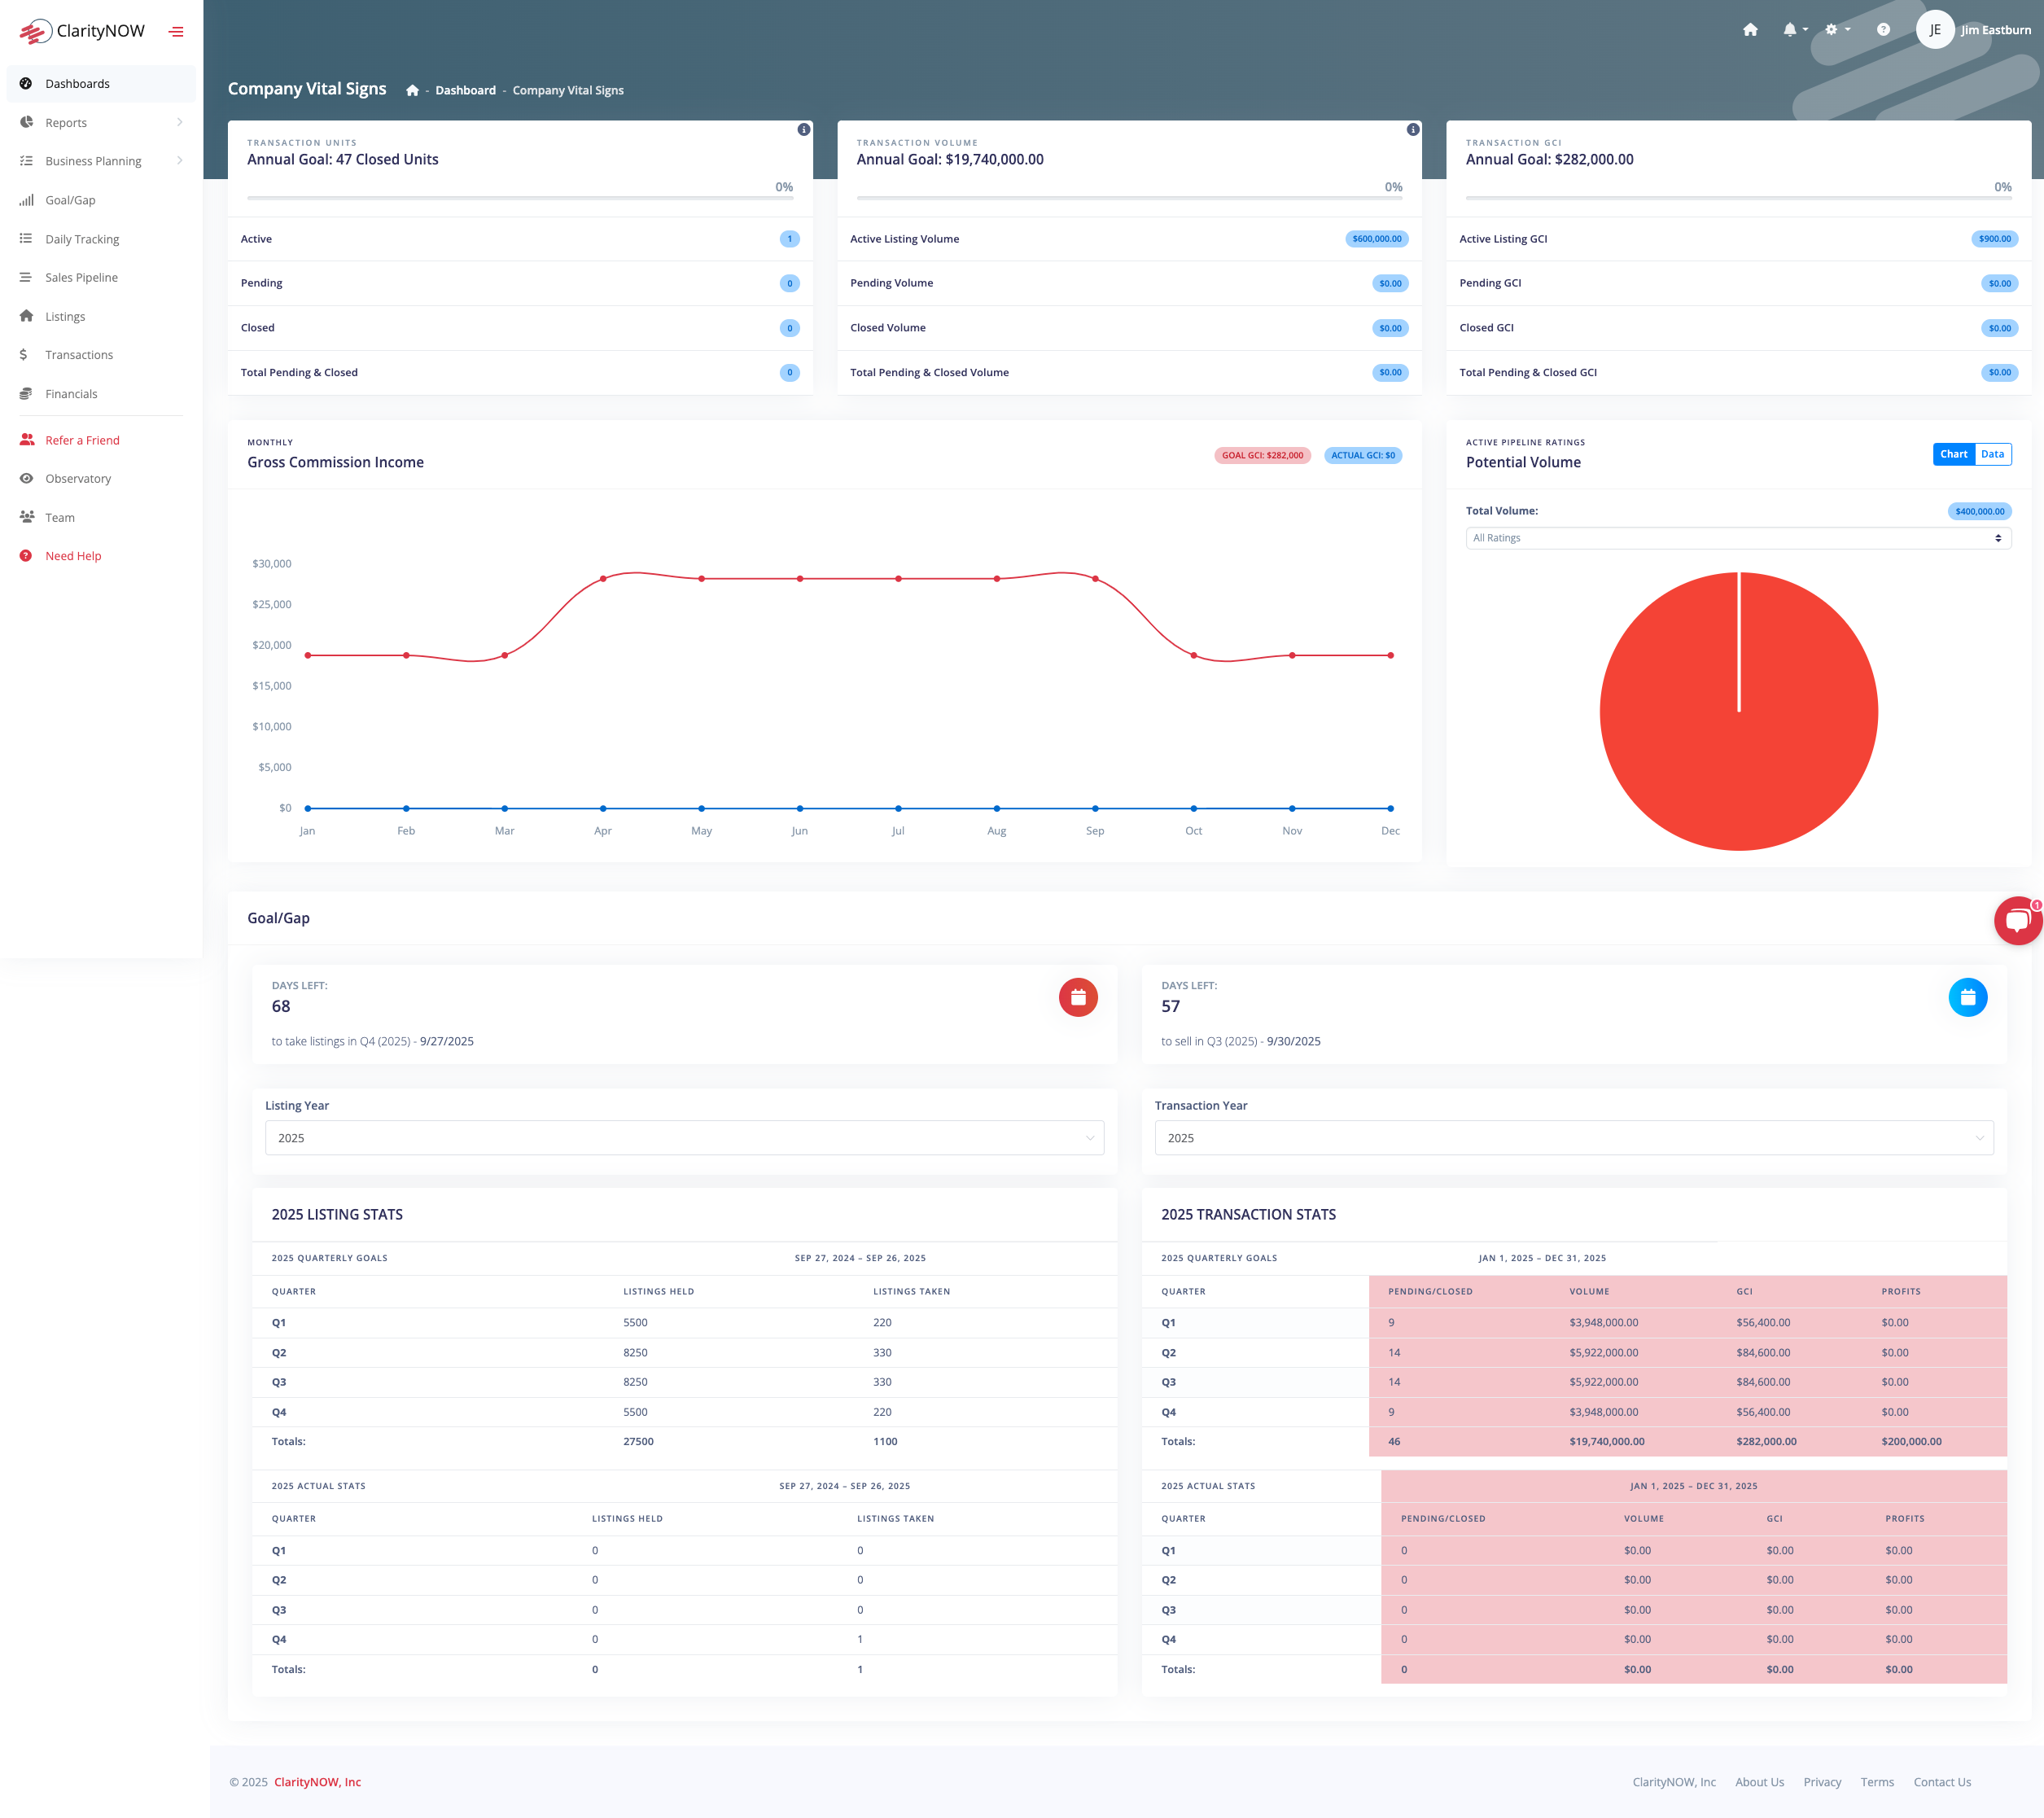 ClarityNOW
JE Jim Eastburn
Dashboards
Reports
Business Planning
Goal/Gap
Daily Tracking
Sales Pipeline
Listings
Transactions
Financials
Refer a Friend
Observatory
Team
Need Help
Company Vital Signs - Dashboard - Company Vital Signs
TRANSACTION UNITS
Annual Goal: 47 Closed Units
0%
Active 1
Pending 0
Closed 0
Total Pending & Closed 0
TRANSACTION VOLUME
Annual Goal: $19,740,000.00
0%
Active Listing Volume $600,000.00
Pending Volume $0.00
Closed Volume $0.00
Total Pending & Closed Volume $0.00
TRANSACTION GCI
Annual Goal: $282,000.00
0%
Active Listing GCI $900.00
Pending GCI $0.00
Closed GCI $0.00
Total Pending & Closed GCI $0.00
MONTHLY
Gross Commission Income
GOAL GCI: $282,000 ACTUAL GCI: $0
$30,000
$25,000
$20,000
$15,000
$10,000
$5,000
$0
Jan Feb Mar Apr May Jun Jul Aug Sep Oct Nov Dec
ACTIVE PIPELINE RATINGS
Potential Volume
Chart Data
Total Volume: $400,000.00
All Ratings
1
Goal/Gap
DAYS LEFT:
68
to take listings in Q4 (2025) - 9/27/2025
DAYS LEFT:
57
to sell in Q3 (2025) - 9/30/2025
Listing Year
2025
Transaction Year
2025
2025 LISTING STATS
2025 QUARTERLY GOALS SEP 27, 2024 – SEP 26, 2025
QUARTER LISTINGS HELD LISTINGS TAKEN
Q1 5500 220
Q2 8250 330
Q3 8250 330
Q4 5500 220
Totals: 27500 1100
2025 ACTUAL STATS SEP 27, 2024 – SEP 26, 2025
QUARTER LISTINGS HELD LISTINGS TAKEN
Q1 0 0
Q2 0 0
Q3 0 0
Q4 0 1
Totals: 0 1
2025 TRANSACTION STATS
2025 QUARTERLY GOALS JAN 1, 2025 – DEC 31, 2025
QUARTER PENDING/CLOSED VOLUME GCI PROFITS
Q1 9 $3,948,000.00 $56,400.00 $0.00
Q2 14 $5,922,000.00 $84,600.00 $0.00
Q3 14 $5,922,000.00 $84,600.00 $0.00
Q4 9 $3,948,000.00 $56,400.00 $0.00
Totals: 46 $19,740,000.00 $282,000.00 $200,000.00
2025 ACTUAL STATS JAN 1, 2025 – DEC 31, 2025
QUARTER PENDING/CLOSED VOLUME GCI PROFITS
Q1 0 $0.00 $0.00 $0.00
Q2 0 $0.00 $0.00 $0.00
Q3 0 $0.00 $0.00 $0.00
Q4 0 $0.00 $0.00 $0.00
Totals: 0 $0.00 $0.00 $0.00
© 2025 ClarityNOW, Inc
ClarityNOW, Inc About Us Privacy Terms Contact Us